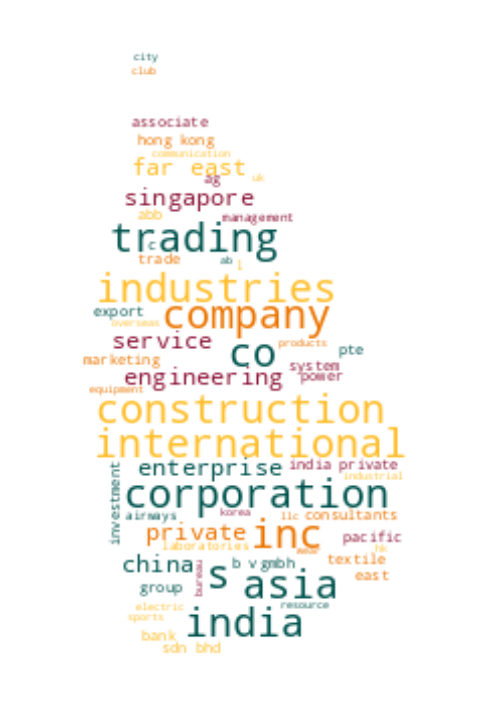 city
club
associate
hong kong
communication
far east
ag uk
singapore
abb management
trading
c
trade ab l
industries
export company
overseas
service co products pte
marketing system
engineering power
equipment
construction
international
enterprise india private
investment industrial
corporation
airways korea llc consultants
private inc pacific
laboratories wear hk
china b v gmbh textile
bureau s asia east
group
electric resource
sports india
bank
sdn bhd